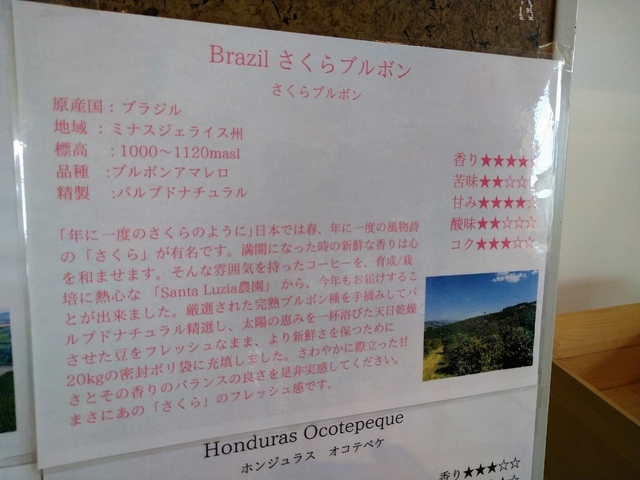 Brazil さくらブルボン
さくらブルボン
原産国：ブラジル
地域 ：ミナスジェライス州
標高 ：1000〜1120masl
品種 ：ブルボンアマレロ
精製 ：パルプドナチュラル
香り★★★★
苦味★★☆☆☆
甘み★★★★☆
酸味★★☆☆☆
コク★★★☆☆
「年に一度のさくらのように」日本では春、年に一度の風物詩
の「さくら」が有名です。満開になった時の新鮮な香りは心
を和ませます。そんな雰囲気を持ったコーヒーを、育成/栽
培に熱心な 「Santa Luzia農園」 から、今年もお届けするこ
とが出来ました。厳選された完熟ブルボン種を手摘みしてパ
ルプドナチュラル精選し、太陽の恵みを一杯浴びた天日乾燥
させた豆をフレッシュなまま、より新鮮さを保つために
20kgの密封ポリ袋に充填しました。さわやかに際立った甘
さとその香りのバランスの良さを是非実感してください。
まさにあの「さくら」のフレッシュ感です。
Honduras Ocotepeque
ホンジュラス オコテペケ
香り★★★☆☆